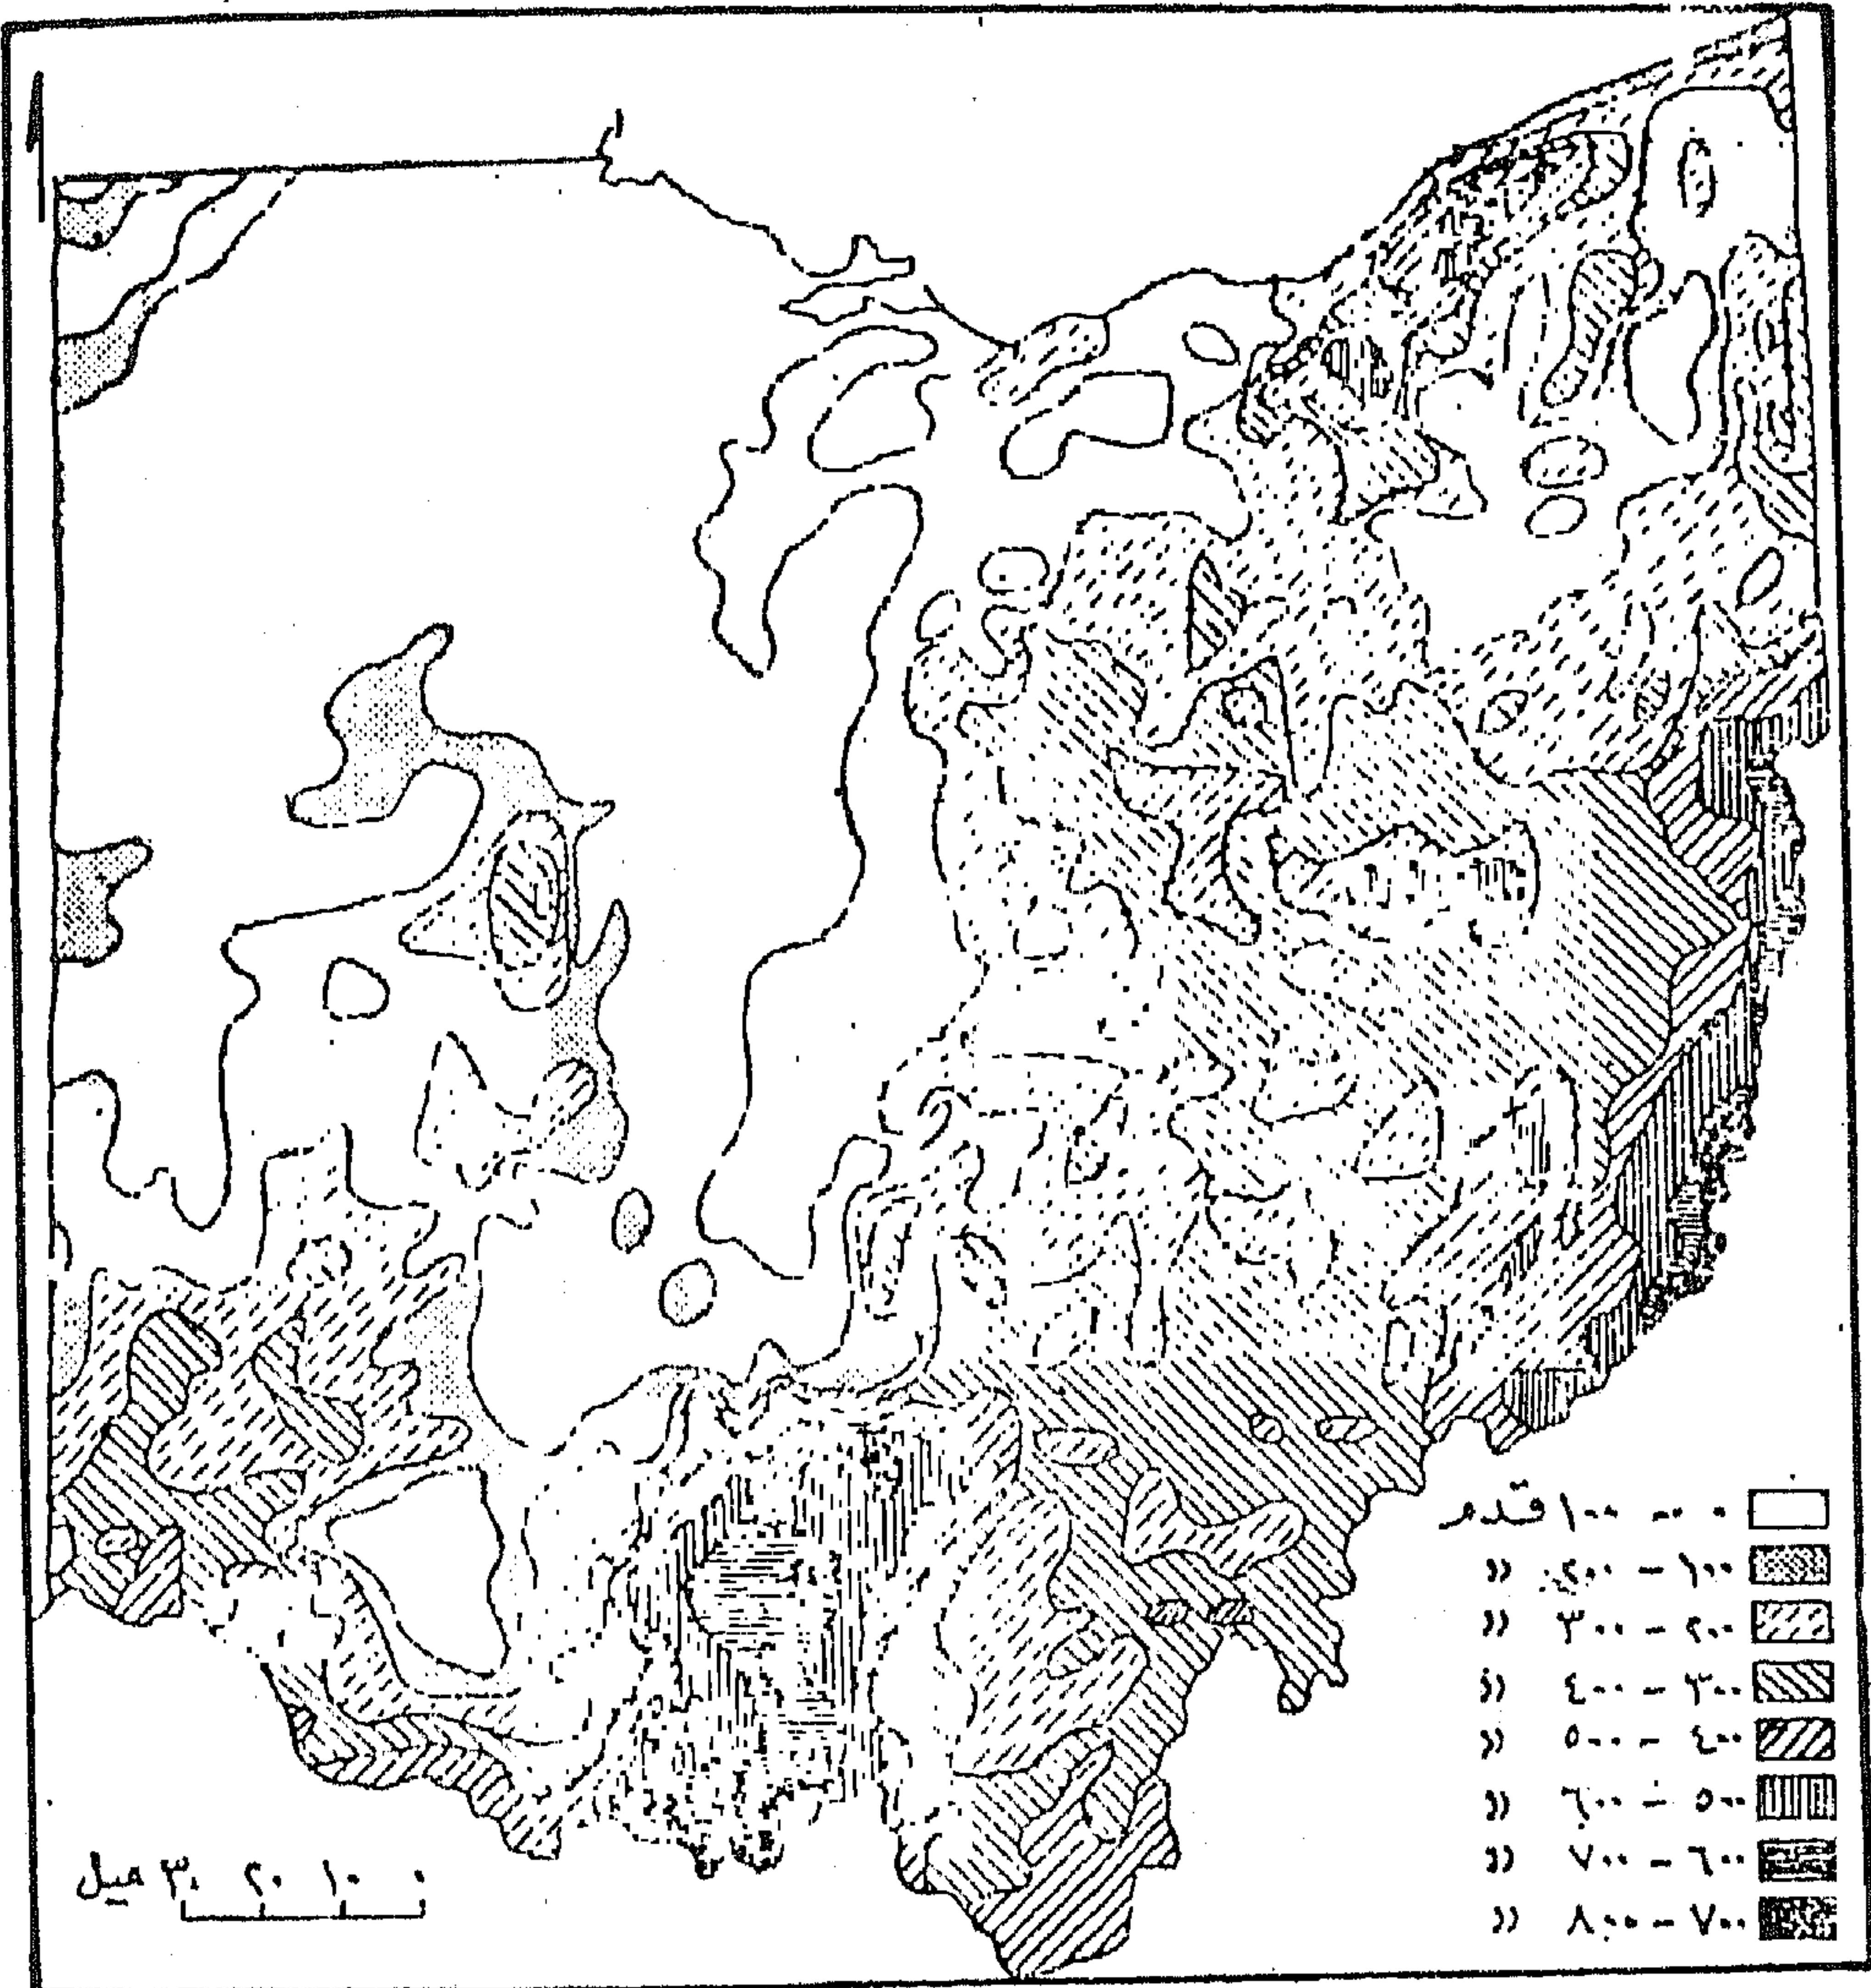 ٠ - ١٠٠ قدم
١٠٠ - ٢٠٠ »
٢٠٠ - ٣٠٠ »
٣٠٠ - ٤٠٠ »
٤٠٠ - ٥٠٠ »
٥٠٠ - ٦٠٠ »
٦٠٠ - ٧٠٠ »
٧٠٠ - ٨٠٠ »
٠ ١٠ ٢٠ ٣٠ ميل